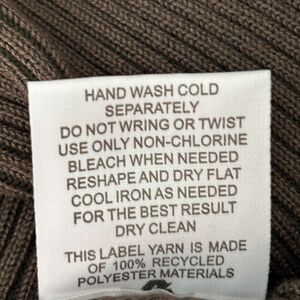 HAND WASH COLD
SEPARATELY
DO NOT WRING OR TWIST
USE ONLY NON-CHLORINE
BLEACH WHEN NEEDED
RESHAPE AND DRY FLAT
COOL IRON AS NEEDED
FOR THE BEST RESULT
DRY CLEAN
THIS LABEL YARN IS MADE
OF 100% RECYCLED
POLYESTER MATERIALS